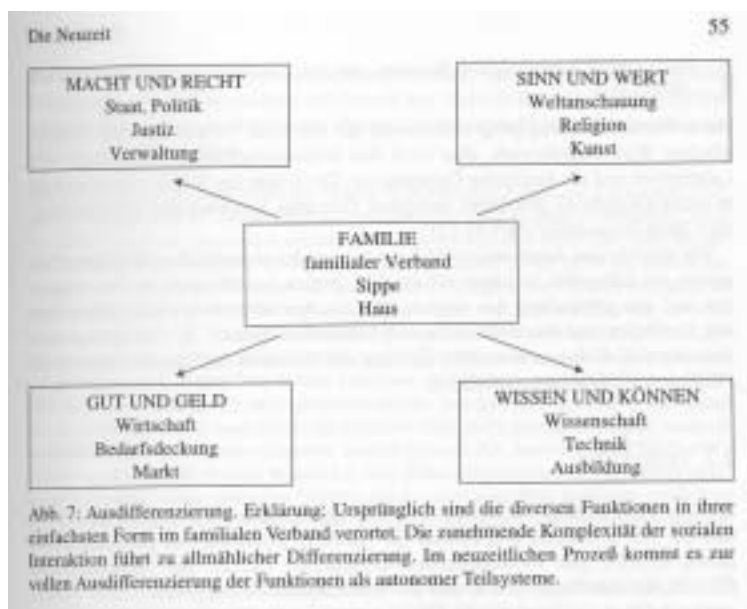 Die Neuzeit
55
MACHT UND RECHT
Staat, Politik
Justiz
Verwaltung
SINN UND WERT
Weltanschauung
Religion
Kunst
FAMILIE
familialer Verband
Sippe
Haus
GUT UND GELD
Wirtschaft
Bedarfsdeckung
Markt
WISSEN UND KÖNNEN
Wissenschaft
Technik
Ausbildung
Abb. 7: Ausdifferenzierung. Erklärung: Ursprünglich sind die diversen Funktionen in ihrer
einfachsten Form im familialen Verband verortet. Die zunehmende Komplexität der sozialen
Interaktion führt zu allmählicher Differenzierung. Im neuzeitlichen Prozeß kommt es zur
vollen Ausdifferenzierung der Funktionen als autonomer Teilsysteme.